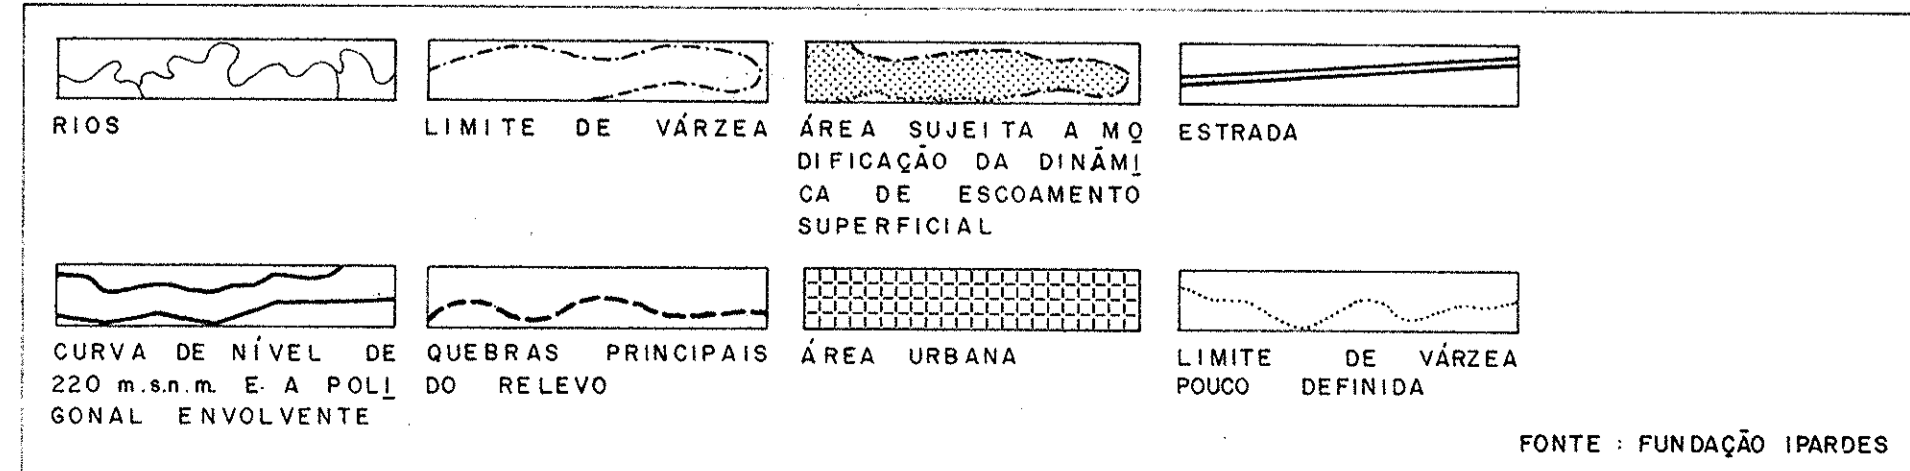 RIOS
LIMITE DE VÁRZEA
ÁREA SUJEITA A MO
DIFICAÇÃO DA DINÃMI
CA DE ESCOAMENTO
SUPERFICIAL
ESTRADA
CURVA DE NÍVEL DE
220 m.s.n.m. E A POLI
GONAL ENVOLVENTE
QUEBRAS PRINCIPAIS
DO RELEVO
ÁREA URBANA
LIMITE DE VÁRZEA
POUCO DEFINIDA
FONTE : FUNDAÇÃO IPARDES